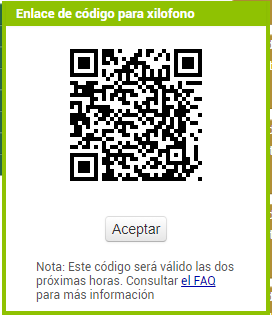 Enlace de código para xilofono
Aceptar
Nota: Este código será válido las dos
próximas horas. Consultar el FAQ
para más información